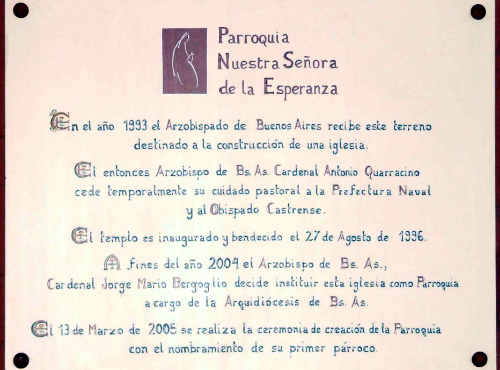 Parroquia
Nuestra Señora
de la Esperanza
En el año 1993 el Arzobispado de Buenos Aires recibe este terreno
destinado a la construcción de una iglesia.
El entonces Arzobispo de Bs. As. Cardenal Antonio Quarracino
cede temporalmente su cuidado pastoral a la Prefectura Naval
y al Obispado Castrense.
El templo es inaugurado y bendecido el 27 de Agosto de 1996.
A fines del año 2004 el Arzobispo de Bs. As.,
Cardenal Jorge Mario Bergoglio decide instituir esta iglesia como Parroquia
a cargo de la Arquidiócesis de Bs. As.
El 13 de Marzo de 2005 se realiza la ceremonia de creación de la Parroquia
con el nombramiento de su primer párroco.